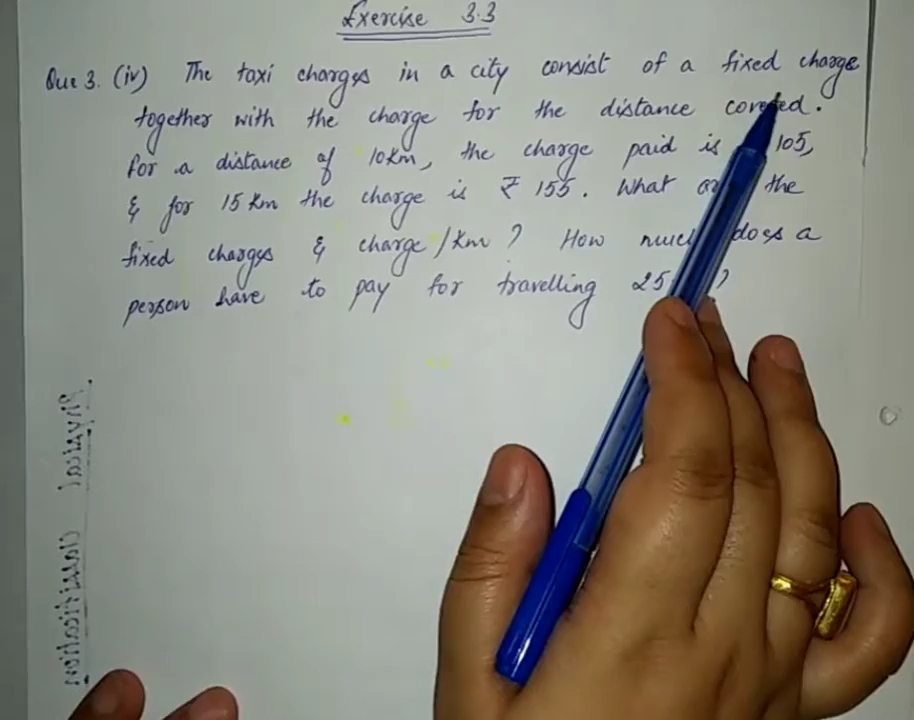 Exercise 3.3
Que 3. (iv) The taxi charges in a city consist of a fixed charge
together with the charge for the distance covered.
for a distance of 10 km, the charge paid is 105,
& for 15 km the charge is ₹ 155. What the
fixed charges & charge / km ? How much does a
person have to pay for travelling 25 ?